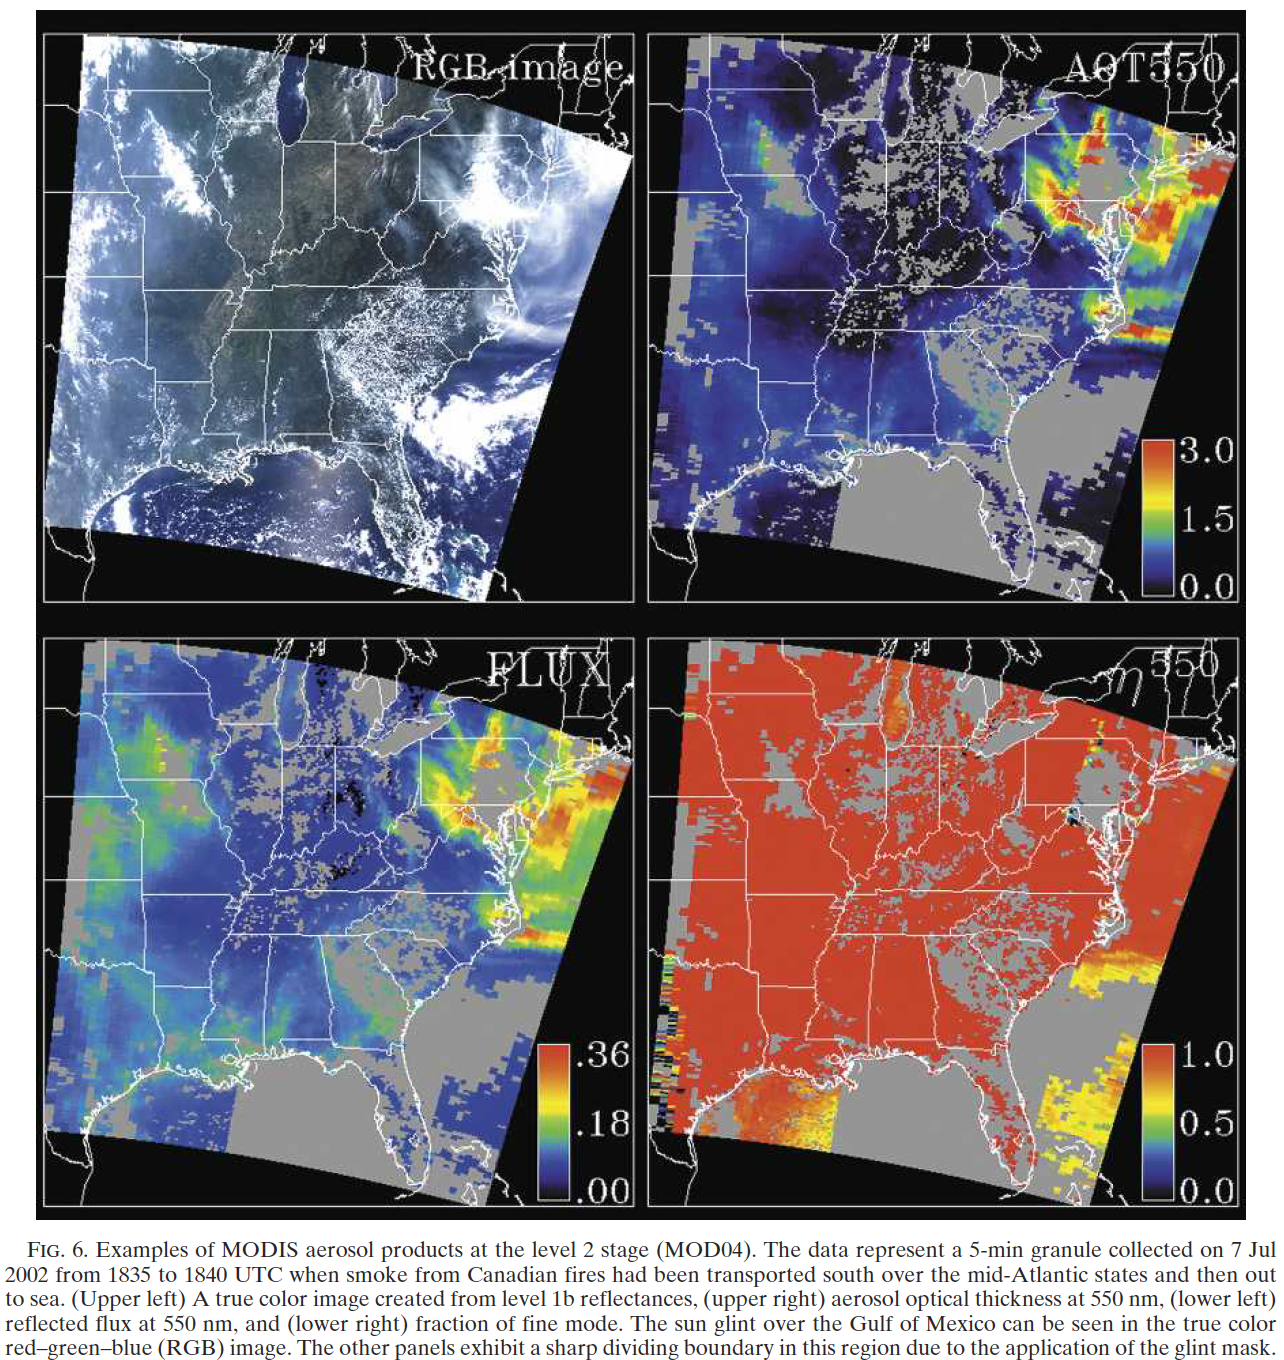 RGB image
AOT550
3.0
1.5
0.0
FLUX
.36
.18
.00
η 550
1.0
0.5
0.0
FIG. 6. Examples of MODIS aerosol products at the level 2 stage (MOD04). The data represent a 5-min granule collected on 7 Jul
2002 from 1835 to 1840 UTC when smoke from Canadian fires had been transported south over the mid-Atlantic states and then out
to sea. (Upper left) A true color image created from level 1b reflectances, (upper right) aerosol optical thickness at 550 nm, (lower left)
reflected flux at 550 nm, and (lower right) fraction of fine mode. The sun glint over the Gulf of Mexico can be seen in the true color
red–green–blue (RGB) image. The other panels exhibit a sharp dividing boundary in this region due to the application of the glint mask.